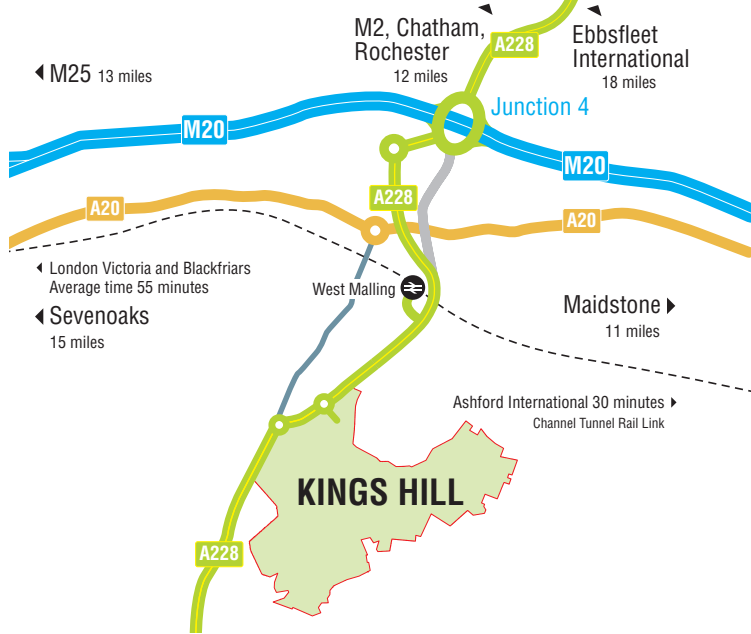 M2, Chatham,
Rochester
12 miles
A228
Ebbsfleet
International
18 miles
M25 13 miles
Junction 4
M20
M20
A228
A20
A20
London Victoria and Blackfriars
Average time 55 minutes
Sevenoaks
15 miles
West Malling
Maidstone
11 miles
Ashford International 30 minutes
Channel Tunnel Rail Link
KINGS HILL
A228